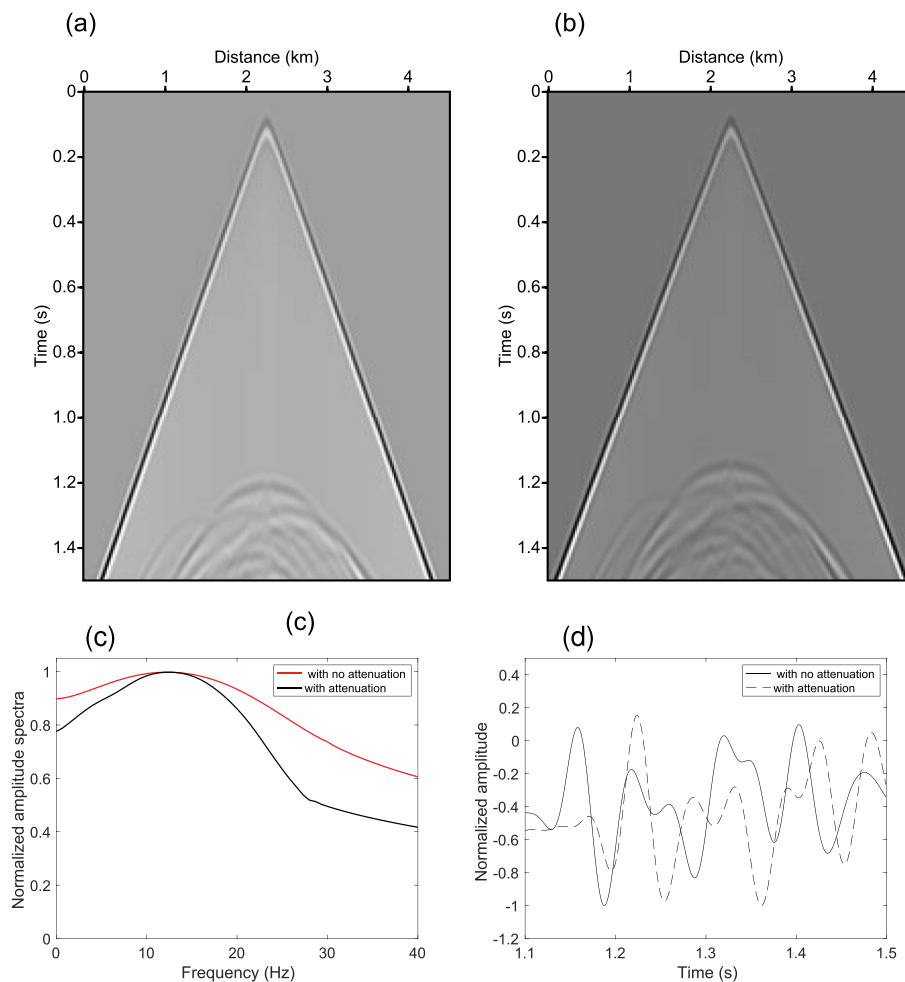 (a)
Distance (km)
0 1 2 3 4
0
0.2
0.4
0.6
0.8
1.0
1.2
1.4
Time (s)
(b)
Distance (km)
0 1 2 3 4
0
0.2
0.4
0.6
0.8
1.0
1.2
1.4
Time (s)
(c)
(c)
with no attenuation
with attenuation
1
0.8
0.6
0.4
0.2
0
Normalized amplitude spectra
0 10 20 30 40
Frequency (Hz)
(d)
with no attenuation
with attenuation
0.4
0.2
0
-0.2
-0.4
-0.6
-0.8
-1
-1.2
Normalized amplitude
1.1 1.2 1.3 1.4 1.5
Time (s)